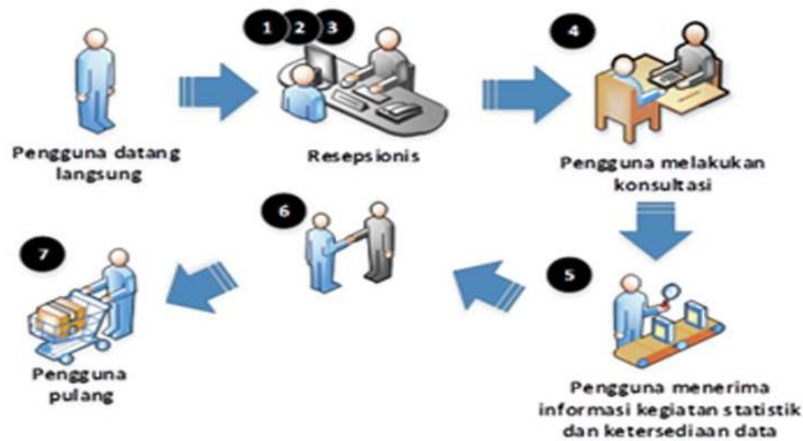 1 2 3
4
Pengguna datang
langsung
Resepsionis
Pengguna melakukan
konsultasi
5
Pengguna menerima
informasi kegiatan statistik
dan ketersediaan data
6
7
Pengguna
pulang